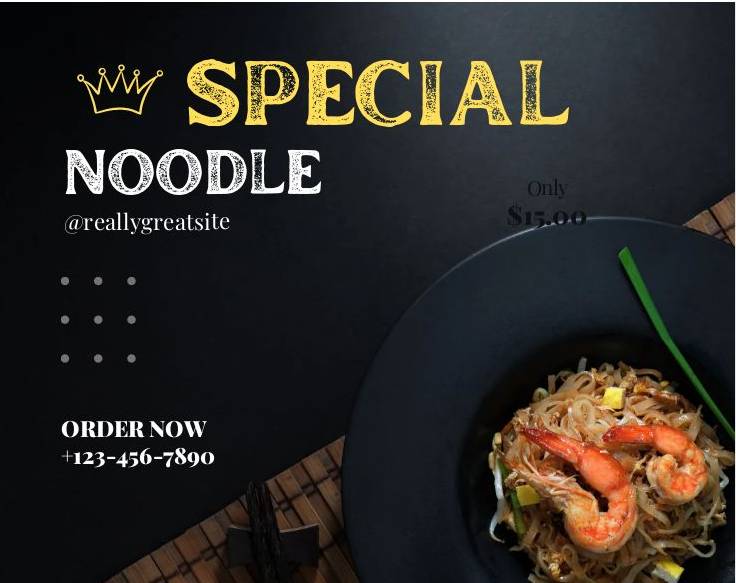 SPECIAL
NOODLE
@reallygreatsite
Only
$15.00
ORDER NOW
+123-456-7890